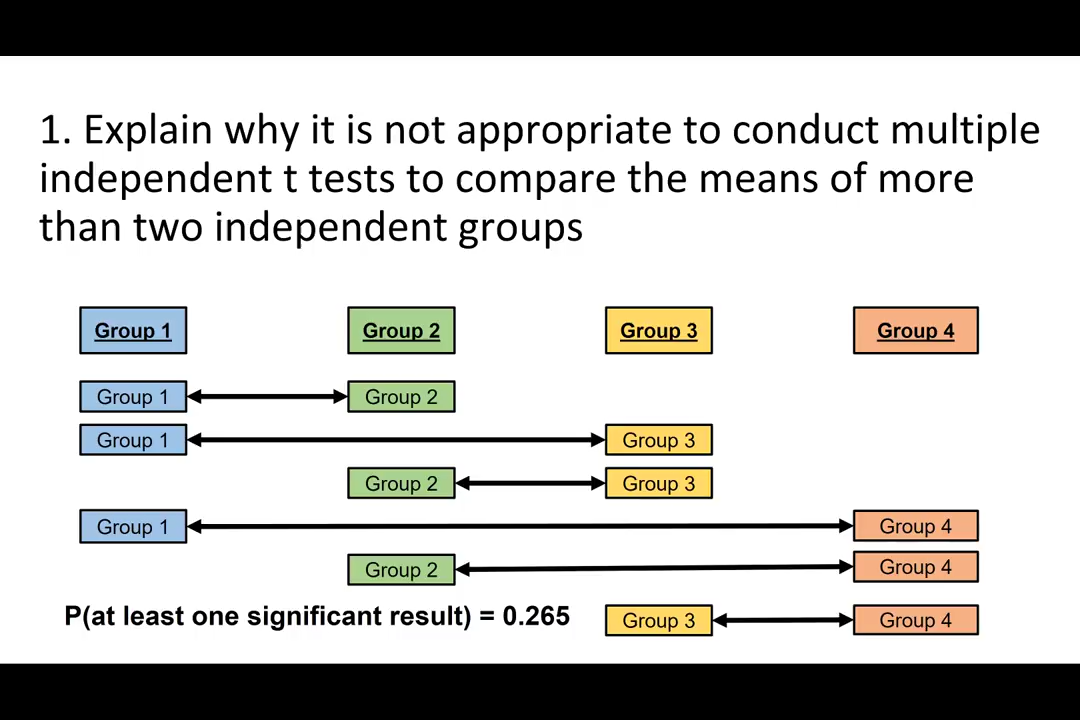 1. Explain why it is not appropriate to conduct multiple
independent t tests to compare the means of more
than two independent groups
Group 1 Group 2 Group 3 Group 4
Group 1 Group 2
Group 1 Group 3
Group 2 Group 3
Group 1 Group 4
Group 2 Group 4
P(at least one significant result) = 0.265 Group 3 Group 4